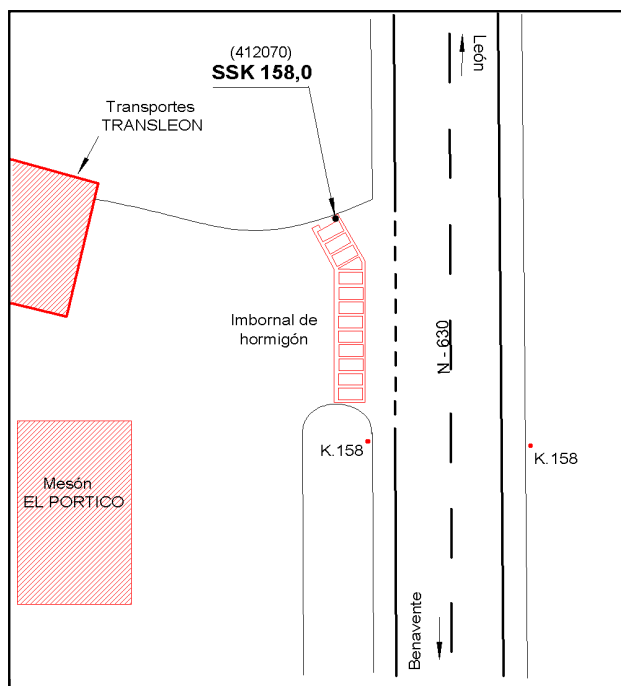 (412070)
SSK 158,0
León
Transportes
TRANSLEON
Imbornal de
hormigón
N - 630
K.158
K.158
Mesón
EL PORTICO
Benavente